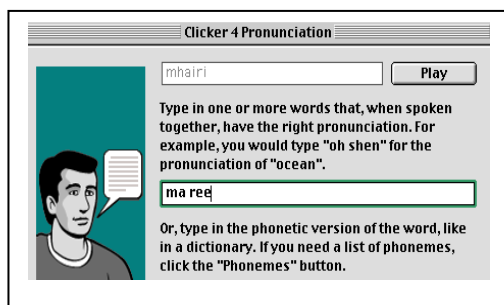 Clicker 4 Pronunciation
mhairi Play
Type in one or more words that, when spoken
together, have the right pronunciation. For
example, you would type "oh shen" for the
pronunciation of "ocean".
ma ree
Or, type in the phonetic version of the word, like
in a dictionary. If you need a list of phonemes,
click the "Phonemes" button.